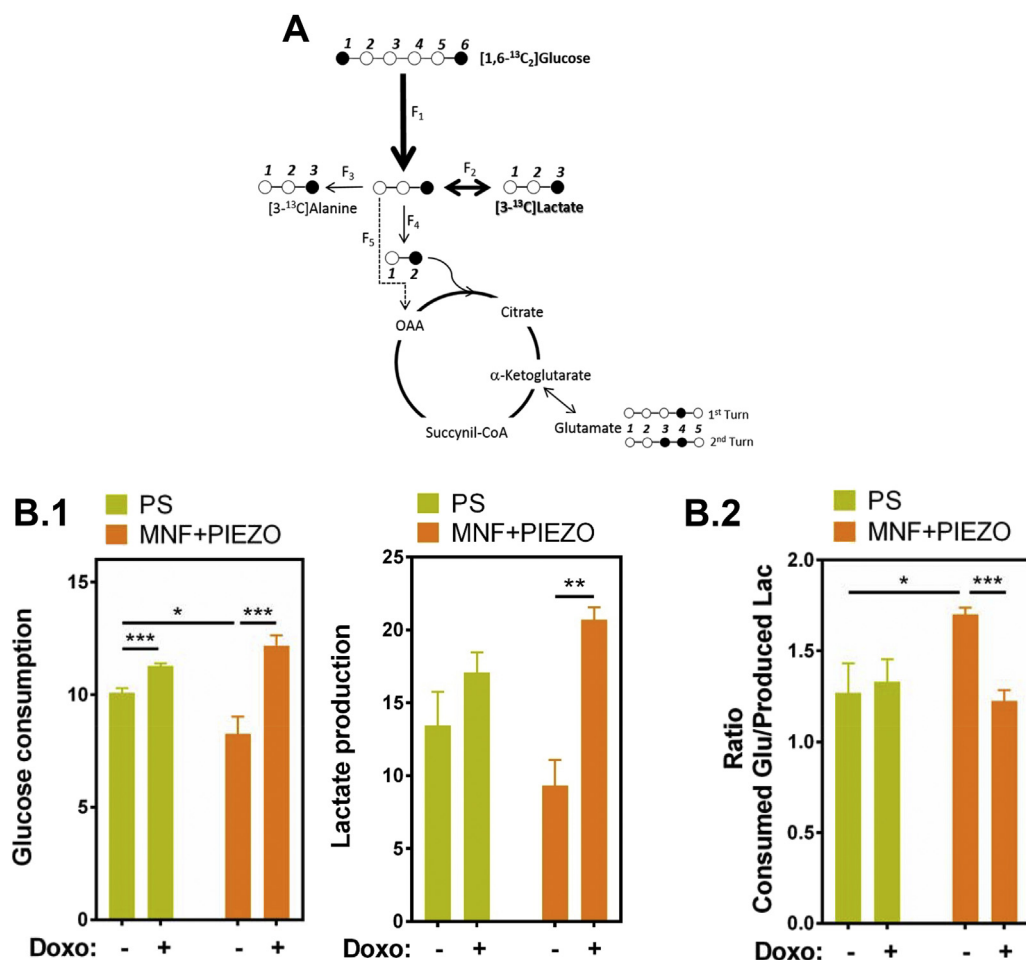 A
1 2 3 4 5 6
[1,6-¹³C₂]Glucose
F₁
1 2 3
F₃
F₂
1 2 3
[3-¹³C]Alanine
[3-¹³C]Lactate
F₅
F₄
1 2
OAA
Citrate
α-Ketoglutarate
Succynil-CoA
Glutamate
1ˢᵗ Turn
1 2 3 4 5
2ⁿᵈ Turn
B.1
PS
MNF+PIEZO
Glucose consumption
15
10
5
0
***
*
***
Doxo: - + - +
PS
MNF+PIEZO
Lactate production
25
20
15
10
5
0
**
- + - +
B.2
PS
MNF+PIEZO
Ratio
Consumed Glu/Produced Lac
2.0
1.5
1.0
0.5
0.0
*
***
Doxo: - + - +